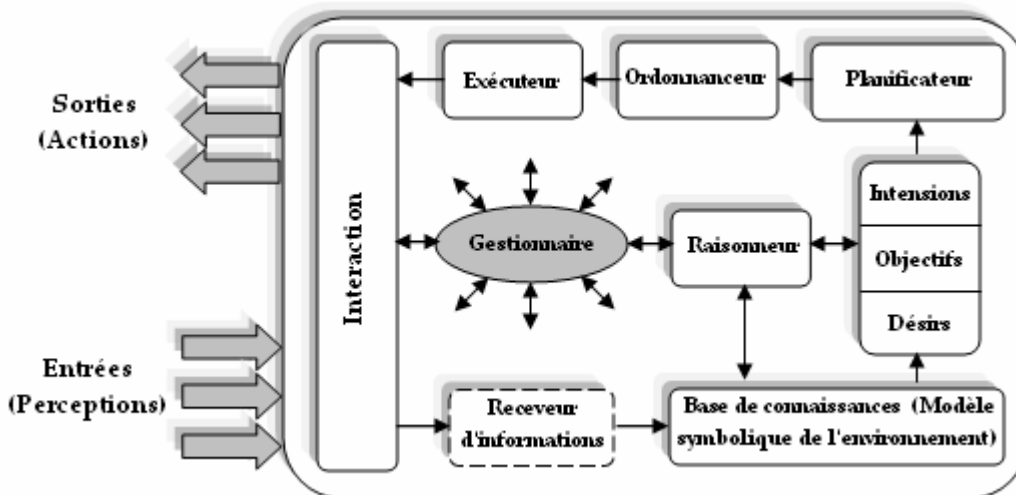 Sorties
(Actions)
Entrées
(Perceptions)
Interaction
Exécuteur
Ordonnanceur
Planificateur
Gestionnaire
Raisonneur
Intensions
Objectifs
Désirs
Receveur
d'informations
Base de connaissances (Modèle
symbolique de l'environnement)